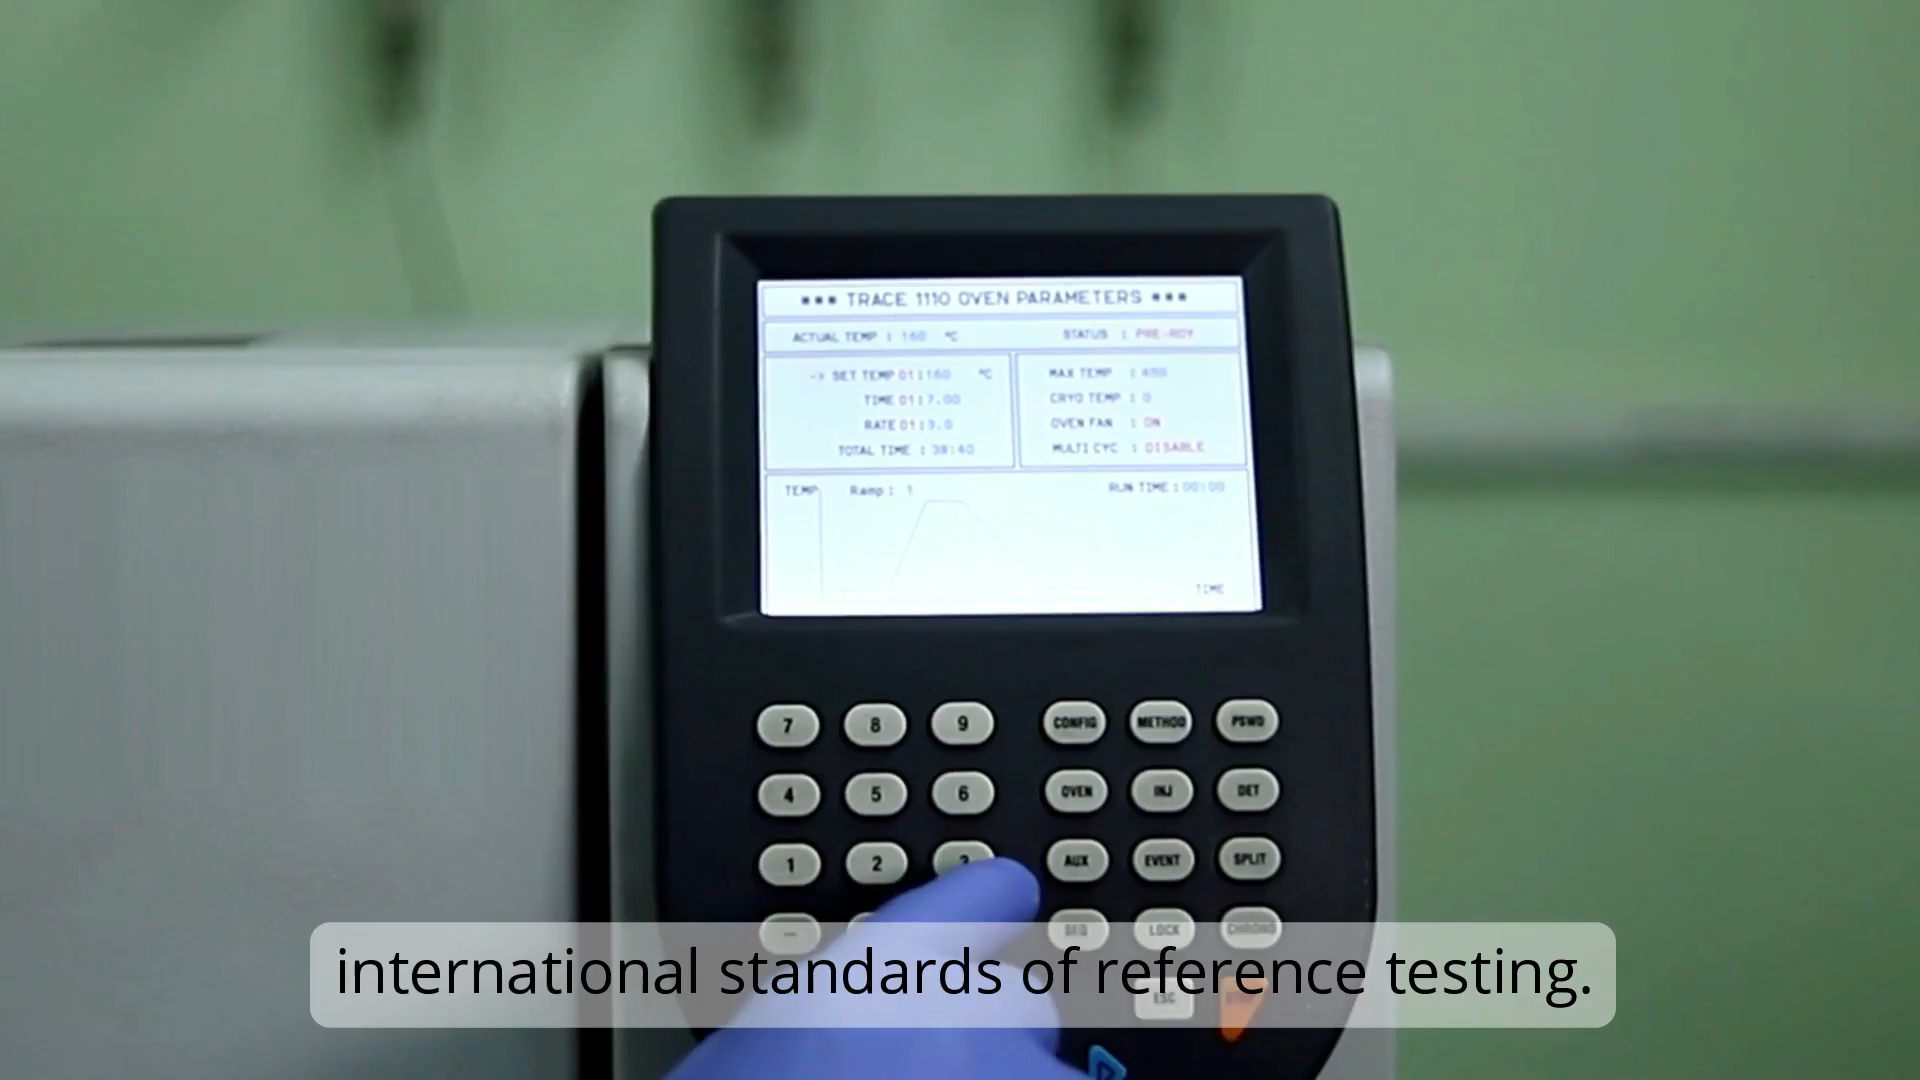 *** TRACE 1110 OVEN PARAMETERS ***
ACTUAL TEMP : 160 °C STATUS : PRE-RDY
-> SET TEMP 01:160 °C MAX TEMP : 450
TIME 01:7.00 CRYO TEMP : 0
RATE 01:3.0 OVEN FAN : ON
TOTAL TIME : 38:40 MULTI CYC : DISABLE
TEMP Ramp: 1 RUN TIME : 00:00
TIME
7 8 9 CONFIG METHOD PSWD
4 5 6 OVEN INJ DET
1 2 3 AUX EVENT SPLIT
- SEQ LOCK CHRONO
international standards of reference testing.
ESC STOP